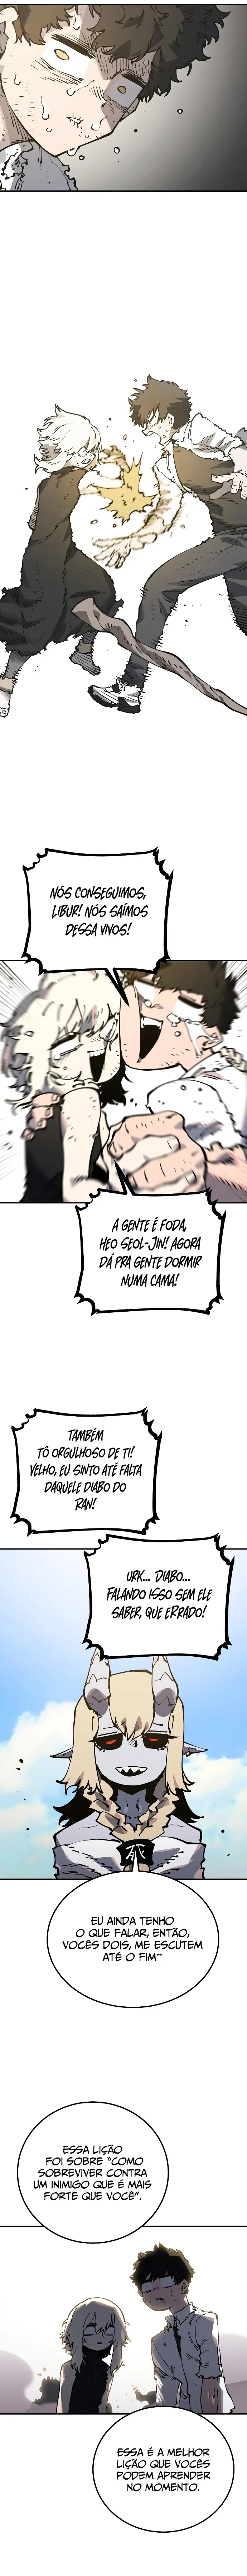 NÓS CONSEGUIMOS,
LIBUR! NÓS SAÍMOS
DESSA VIVOS!
A GENTE É FODA,
HEO SEOL-JIN! AGORA
DÁ PRA GENTE DORMIR
NUMA CAMA!
TAMBÉM
TÔ ORGULHOSO DE TI!
VELHO, EU SINTO ATÉ FALTA
DAQUELE DIABO DO
RAN!
URK... DIABO...
FALANDO ISSO SEM ELE
SABER, QUE ERRADO!
EU AINDA TENHO
O QUE FALAR, ENTÃO,
VOCÊS DOIS, ME ESCUTEM
ATÉ O FIM~
ESSA LIÇÃO
FOI SOBRE "COMO
SOBREVIVER CONTRA
UM INIMIGO QUE É MAIS
FORTE QUE VOCÊ".
ESSA É A MELHOR
LIÇÃO QUE VOCÊS
PODEM APRENDER
NO MOMENTO.